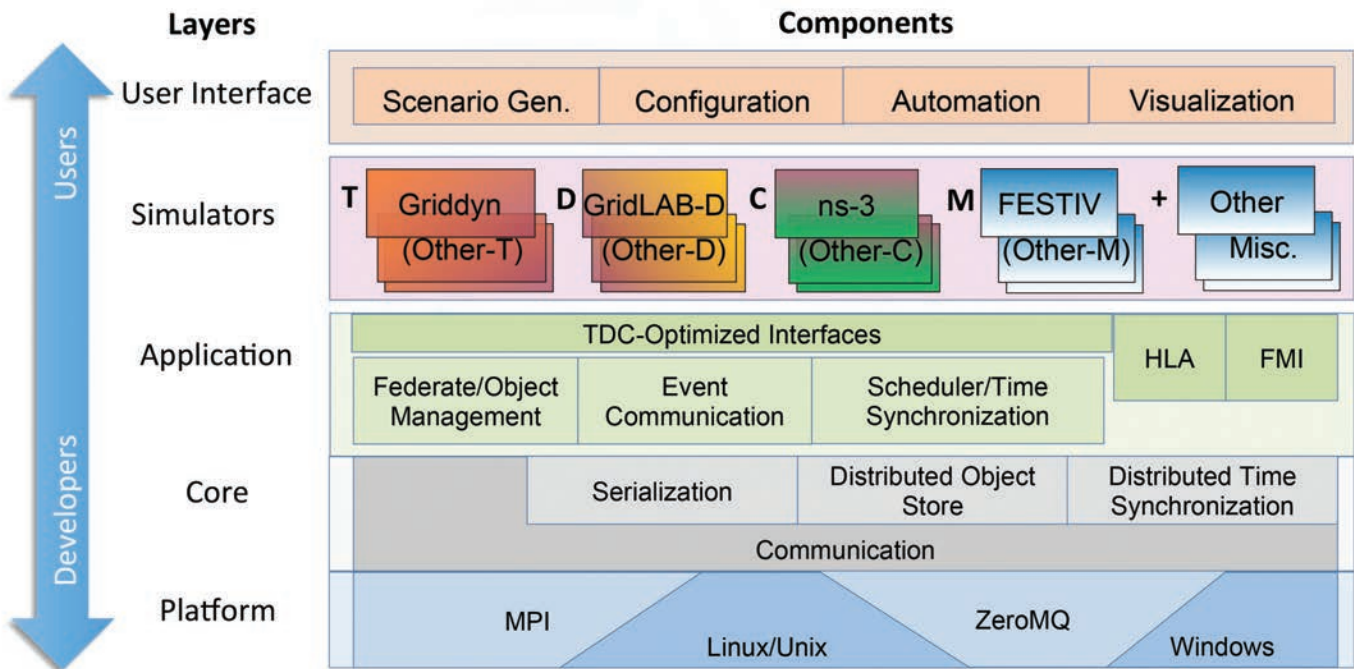 Layers
Components
Users
Developers
User Interface
Scenario Gen.
Configuration
Automation
Visualization
Simulators
T
Griddyn
(Other-T)
D
GridLAB-D
(Other-D)
C
ns-3
(Other-C)
M
FESTIV
(Other-M)
+
Other
Misc.
Application
TDC-Optimized Interfaces
HLA
FMI
Federate/Object
Management
Event
Communication
Scheduler/Time
Synchronization
Core
Serialization
Distributed Object
Store
Distributed Time
Synchronization
Communication
Platform
MPI
Linux/Unix
ZeroMQ
Windows